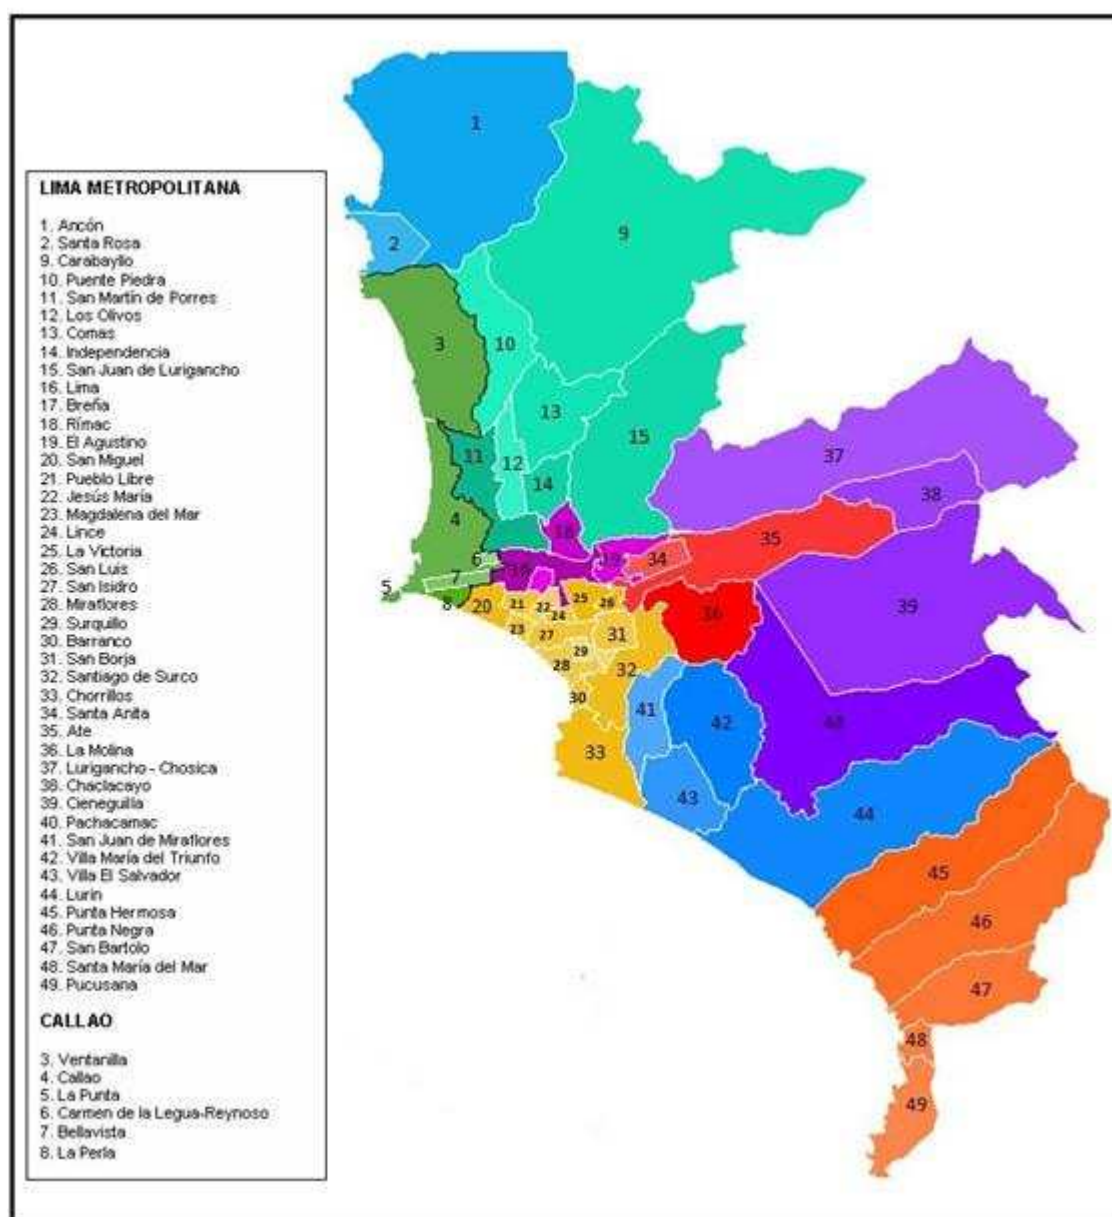 LIMA METROPOLITANA
1. Ancón
2. Santa Rosa
9. Carabayllo
10. Puente Piedra
11. San Martín de Porres
12. Los Olivos
13. Comas
14. Independencia
15. San Juan de Lurigancho
16. Lima
17. Breña
18. Rímac
19. El Agustino
20. San Miguel
21. Pueblo Libre
22. Jesús María
23. Magdalena del Mar
24. Lince
25. La Victoria
26. San Luis
27. San Isidro
28. Miraflores
29. Surquillo
30. Barranco
31. San Borja
32. Santiago de Surco
33. Chorrillos
34. Santa Anita
35. Ate
36. La Molina
37. Lurigancho - Chosica
38. Chaclacayo
39. Cieneguilla
40. Pachacamac
41. San Juan de Miraflores
42. Villa María del Triunfo
43. Villa El Salvador
44. Lurin
45. Punta Hermosa
46. Punta Negra
47. San Bartolo
48. Santa María del Mar
49. Pucusana
CALLAO
3. Ventanilla
4. Callao
5. La Punta
6. Carmen de la Legua-Reynoso
7. Bellavista
8. La Perla
1
2
9
3
10
13
15
11
12
14
37
38
4
18
35
6
34
5
7
16
19
8
20
21
22
25
26
36
39
24
23
27
31
29
28
32
30
41
42
40
33
43
44
45
46
47
48
49